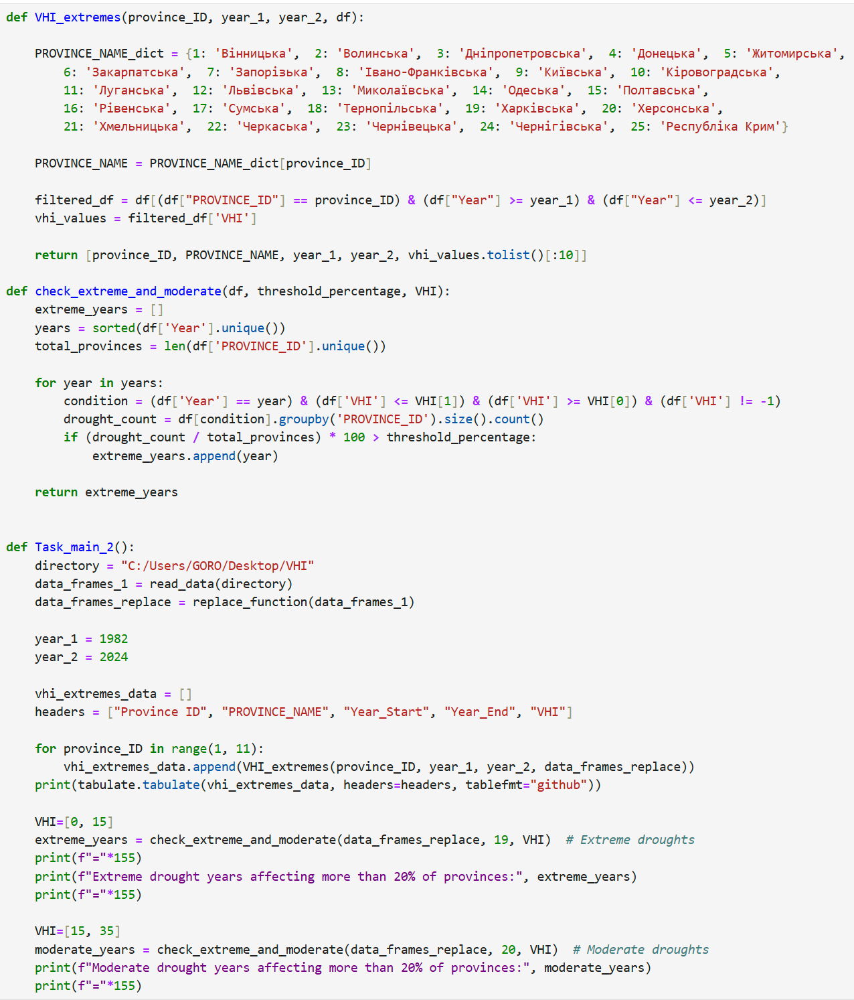 def VHI_extremes(province_ID, year_1, year_2, df):
PROVINCE_NAME_dict = {1: 'Вінницька',  2: 'Волинська',  3: 'Дніпропетровська',  4: 'Донецька',  5: 'Житомирська',
6: 'Закарпатська',  7: 'Запорізька',  8: 'Івано-Франківська',  9: 'Київська',  10: 'Кіровоградська',
11: 'Луганська',  12: 'Львівська',  13: 'Миколаївська',  14: 'Одеська',  15: 'Полтавська',
16: 'Рівенська',  17: 'Сумська',  18: 'Тернопільська',  19: 'Харківська',  20: 'Херсонська',
21: 'Хмельницька',  22: 'Черкаська',  23: 'Чернівецька',  24: 'Чернігівська',  25: 'Республіка Крим'}
PROVINCE_NAME = PROVINCE_NAME_dict[province_ID]
filtered_df = df[(df["PROVINCE_ID"] == province_ID) & (df["Year"] >= year_1) & (df["Year"] <= year_2)]
vhi_values = filtered_df['VHI']
return [province_ID, PROVINCE_NAME, year_1, year_2, vhi_values.tolist()[:10]]
def check_extreme_and_moderate(df, threshold_percentage, VHI):
extreme_years = []
years = sorted(df['Year'].unique())
total_provinces = len(df['PROVINCE_ID'].unique())
for year in years:
condition = (df['Year'] == year) & (df['VHI'] <= VHI[1]) & (df['VHI'] >= VHI[0]) & (df['VHI'] != -1)
drought_count = df[condition].groupby('PROVINCE_ID').size().count()
if (drought_count / total_provinces) * 100 > threshold_percentage:
extreme_years.append(year)
return extreme_years
def Task_main_2():
directory = "C:/Users/GORO/Desktop/VHI"
data_frames_1 = read_data(directory)
data_frames_replace = replace_function(data_frames_1)
year_1 = 1982
year_2 = 2024
vhi_extremes_data = []
headers = ["Province ID", "PROVINCE_NAME", "Year_Start", "Year_End", "VHI"]
for province_ID in range(1, 11):
vhi_extremes_data.append(VHI_extremes(province_ID, year_1, year_2, data_frames_replace))
print(tabulate.tabulate(vhi_extremes_data, headers=headers, tablefmt="github"))
VHI=[0, 15]
extreme_years = check_extreme_and_moderate(data_frames_replace, 19, VHI)  # Extreme droughts
print(f"="*155)
print(f"Extreme drought years affecting more than 20% of provinces:", extreme_years)
print(f"="*155)
VHI=[15, 35]
moderate_years = check_extreme_and_moderate(data_frames_replace, 20, VHI)  # Moderate droughts
print(f"Moderate drought years affecting more than 20% of provinces:", moderate_years)
print(f"="*155)